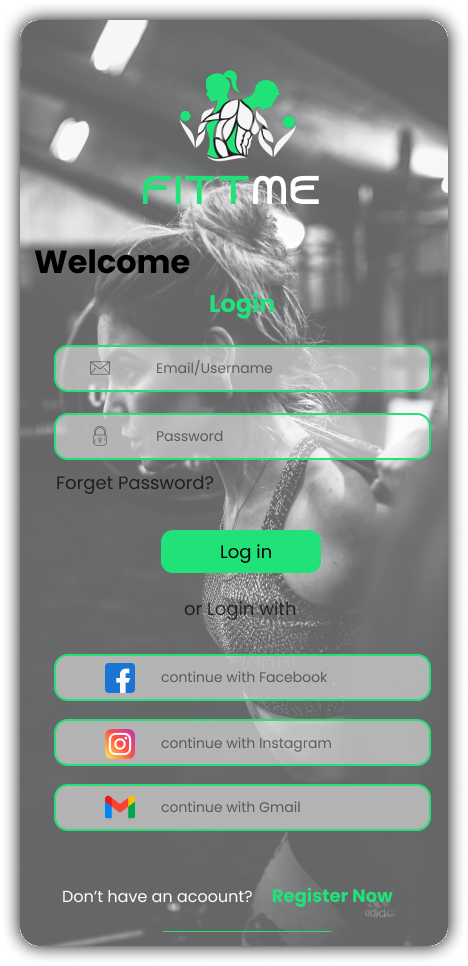 FITTME
Welcome
Login
Email/Username
Password
Forget Password?
Log in
or Login with
continue with Facebook
continue with Instagram
continue with Gmail
Don't have an acoount? Register Now
adidas